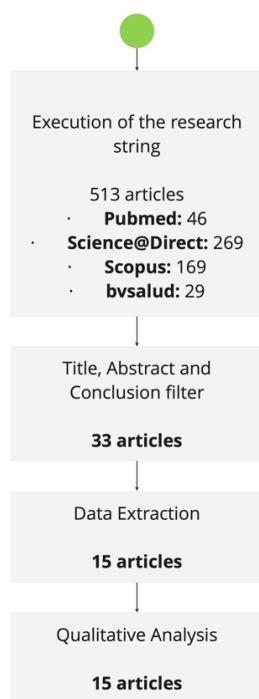 Execution of the research
string
513 articles
· Pubmed: 46
· Science@Direct: 269
· Scopus: 169
· bvsalud: 29
Title, Abstract and
Conclusion filter
33 articles
Data Extraction
15 articles
Qualitative Analysis
15 articles